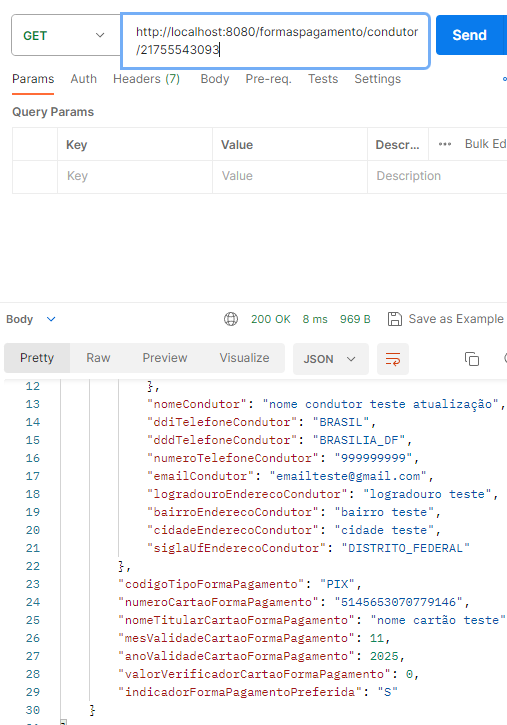 GET
http://localhost:8080/formaspagamento/condutor
/21755543093
Send
Params Auth Headers (7) Body Pre-req. Tests Settings
Query Params
Key Value Descr... Bulk Ed
Key Value Description
Body 200 OK 8 ms 969 B Save as Example
Pretty Raw Preview Visualize JSON
12 },
13 "nomeCondutor": "nome condutor teste atualização",
14 "ddiTelefoneCondutor": "BRASIL",
15 "dddTelefoneCondutor": "BRASILIA_DF",
16 "numeroTelefoneCondutor": "999999999",
17 "emailCondutor": "emailteste@gmail.com",
18 "logradouroEnderecoCondutor": "logradouro teste",
19 "bairroEnderecoCondutor": "bairro teste",
20 "cidadeEnderecoCondutor": "cidade teste",
21 "siglaUfEnderecoCondutor": "DISTRITO_FEDERAL"
22 },
23 "codigoTipoFormaPagamento": "PIX",
24 "numeroCartaoFormaPagamento": "5145653070779146",
25 "nomeTitularCartaoFormaPagamento": "nome cartão teste"
26 "mesValidadeCartaoFormaPagamento": 11,
27 "anoValidadeCartaoFormaPagamento": 2025,
28 "valorVerificadorCartaoFormaPagamento": 0,
29 "indicadorFormaPagamentoPreferida": "S"
30 }